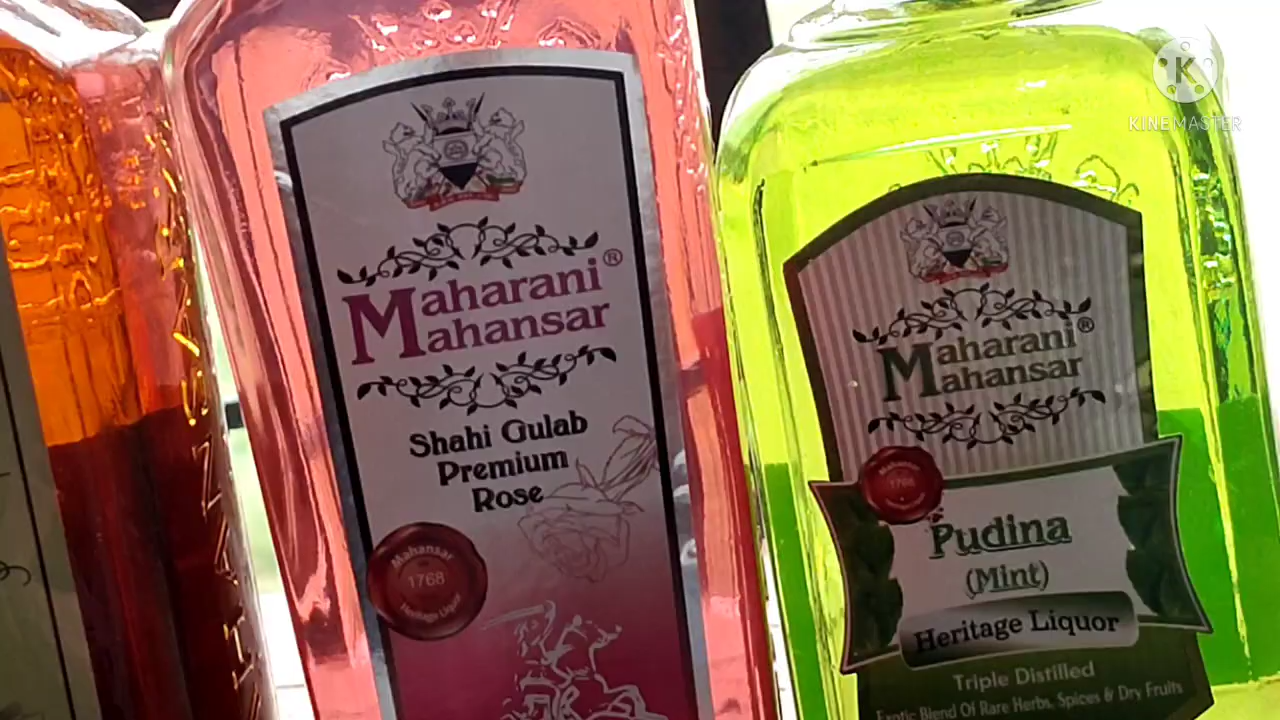 Maharani®
Mahansar
Shahi Gulab
Premium
Rose
Mahansar
1768
Heritage Liquor
Maharani®
Mahansar
Mahansar
1768
Pudina
(Mint)
Heritage Liquor
Triple Distilled
Exotic Blend Of Rare Herbs, Spices & Dry Fruits
K
KINEMASTER